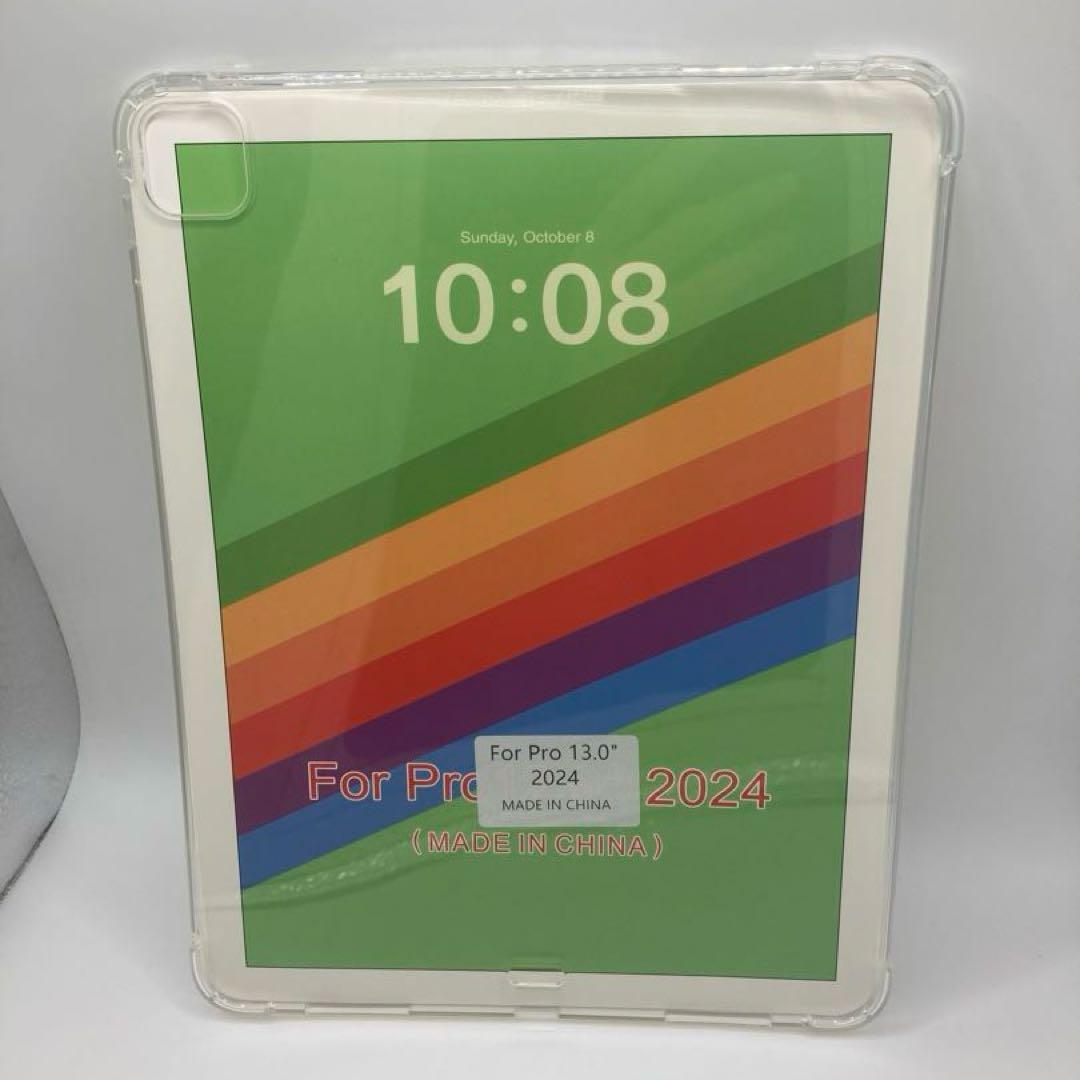 Sunday, October 8
10:08
For Pro 2024
For Pro 13.0"
2024
MADE IN CHINA
(MADE IN CHINA)